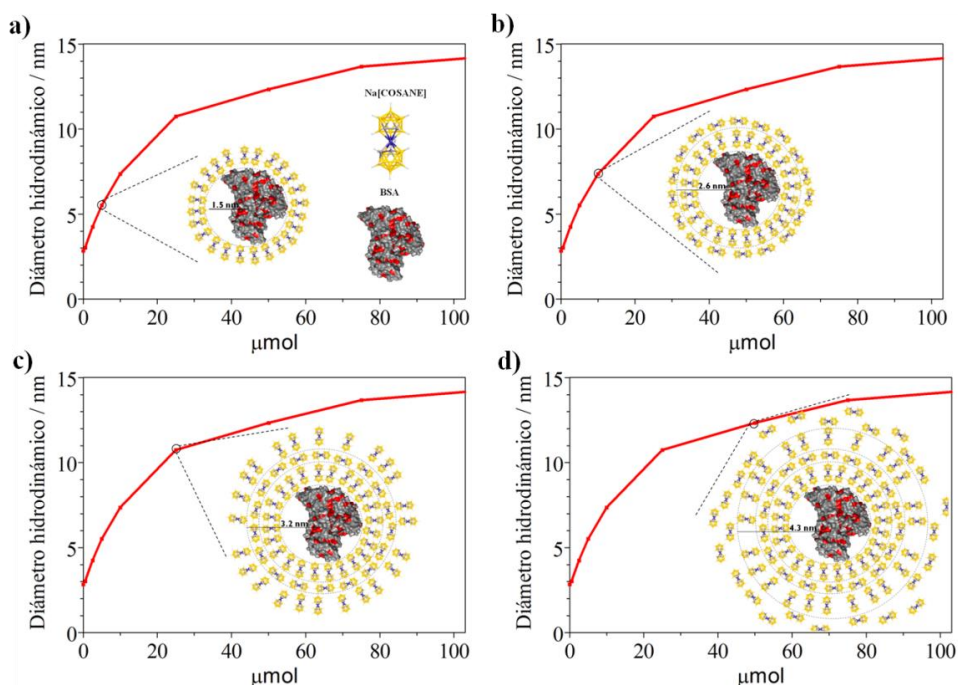 a)
Diámetro hidrodinámico / nm
15
10
5
0
Na[COSANE]
BSA
1.5 nm
0 20 40 60 80 100
μmol
b)
Diámetro hidrodinámico / nm
15
10
5
0
2.6 nm
0 20 40 60 80 100
μmol
c)
Diámetro hidrodinámico / nm
15
10
5
0
3.2 nm
0 20 40 60 80 100
μmol
d)
Diámetro hidrodinámico / nm
15
10
5
0
4.3 nm
0 20 40 60 80 100
μmol